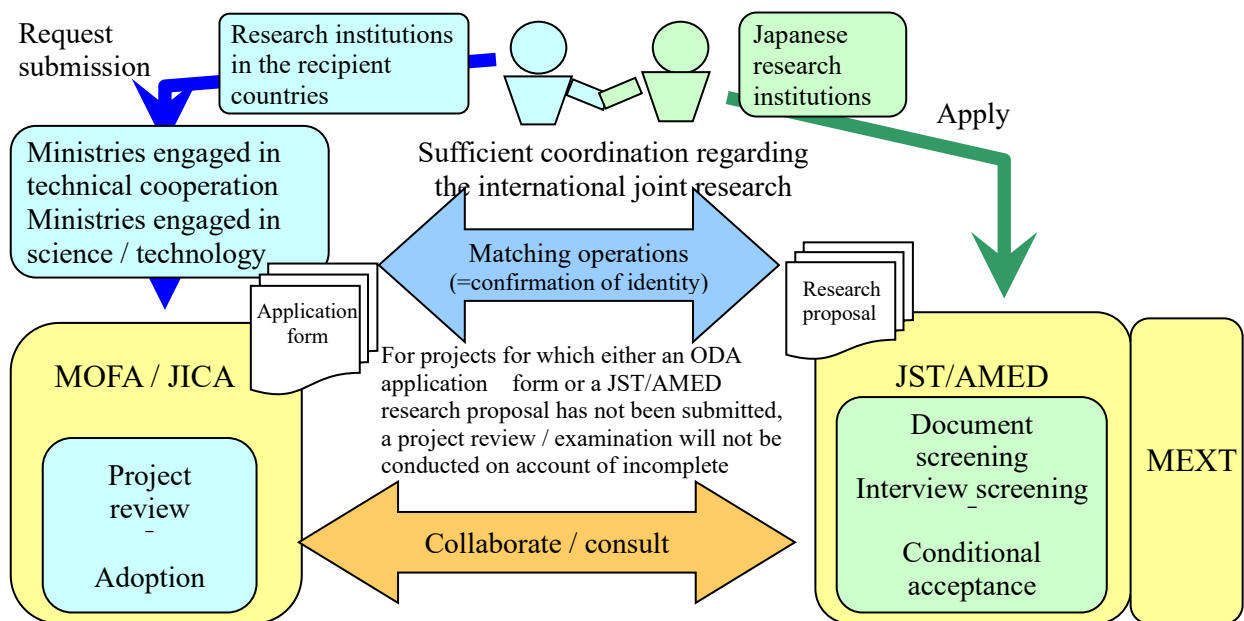 Request
submission
Research institutions
in the recipient
countries
Japanese
research
institutions
Apply
Ministries engaged in
technical cooperation
Ministries engaged in
science / technology
Sufficient coordination regarding
the international joint research
Matching operations
(=confirmation of identity)
Application
form
Research
proposal
For projects for which either an ODA
application form or a JST/AMED
research proposal has not been submitted,
a project review / examination will not be
conducted on account of incomplete
MOFA / JICA
Project
review
Adoption
Collaborate / consult
JST/AMED
Document
screening
Interview screening
Conditional
acceptance
MEXT